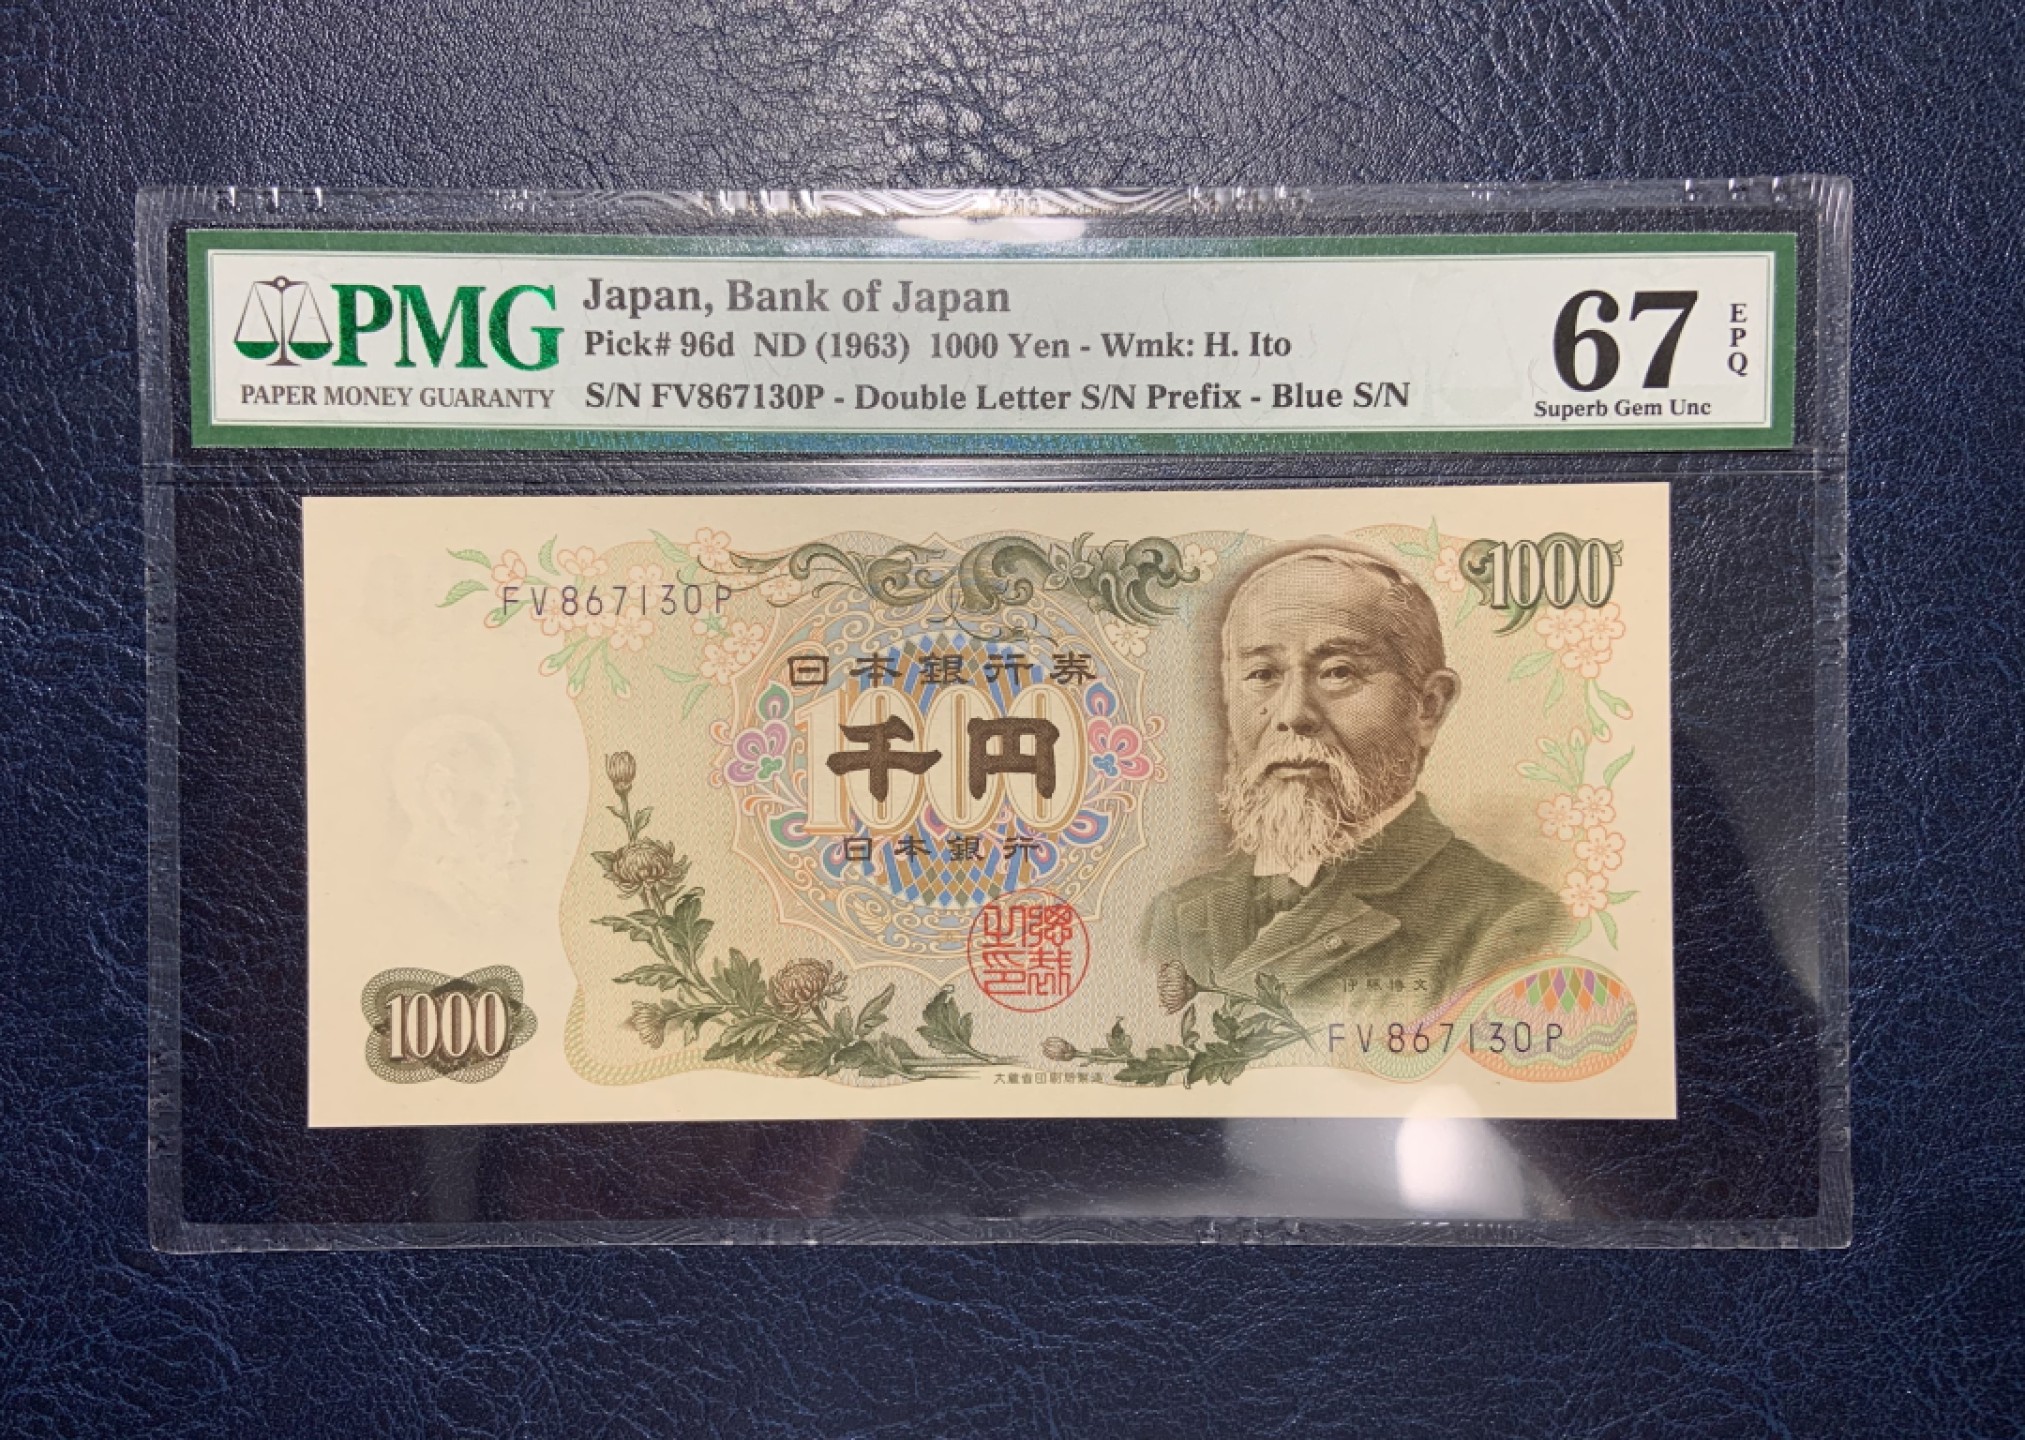 PMG
PAPER MONEY GUARANTY
Japan, Bank of Japan
Pick# 96d ND (1963) 1000 Yen - Wmk: H. Ito
S/N FV867130P - Double Letter S/N Prefix - Blue S/N
67
EPQ
Superb Gem Unc
1000
FV867130P
日本銀行券
1000
千円
日本銀行
伊藤博文
1000
FV867130P
大蔵省印刷局製造